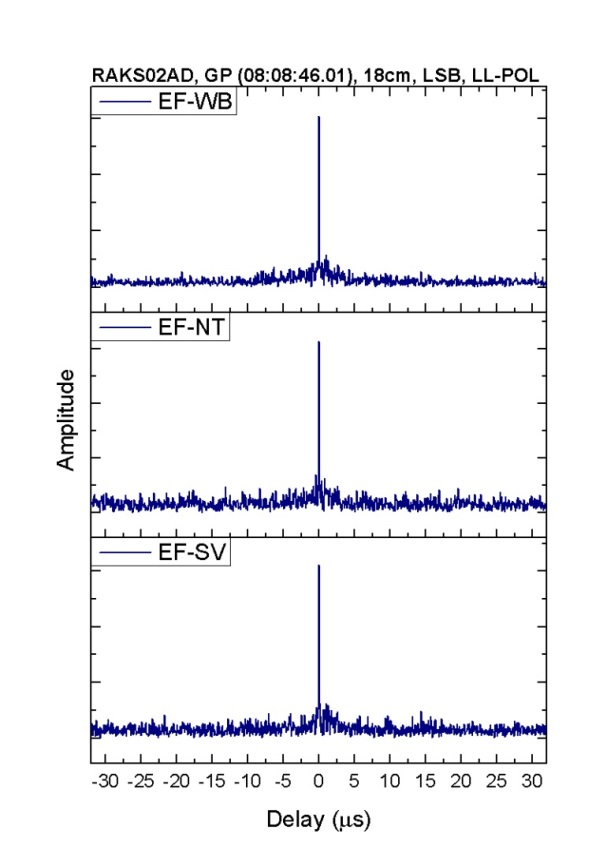 RAKS02AD, GP (08:08:46.01), 18cm, LSB, LL-POL
EF-WB
EF-NT
Amplitude
EF-SV
-30 -25 -20 -15 -10 -5 0 5 10 15 20 25 30
Delay (μs)